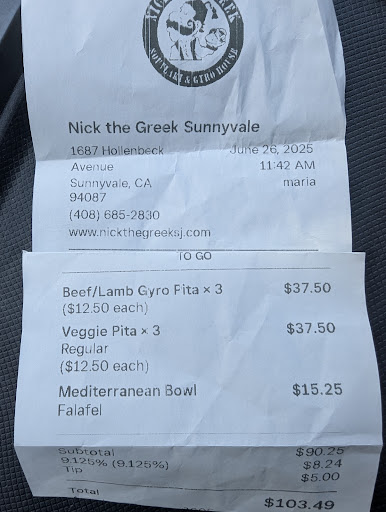 SOUVLAKI & GYRO HOUSE
Nick the Greek Sunnyvale
1687 Hollenbeck June 26, 2025
Avenue 11:42 AM
Sunnyvale, CA maria
94087
(408) 685-2830
www.nickthegreeksj.com
TO GO
Beef/Lamb Gyro Pita × 3 $37.50
($12.50 each)
Veggie Pita × 3 $37.50
Regular
($12.50 each)
Mediterranean Bowl $15.25
Falafel
Subtotal $90.25
9.125% (9.125%) $8.24
Tip $5.00
Total $103.49